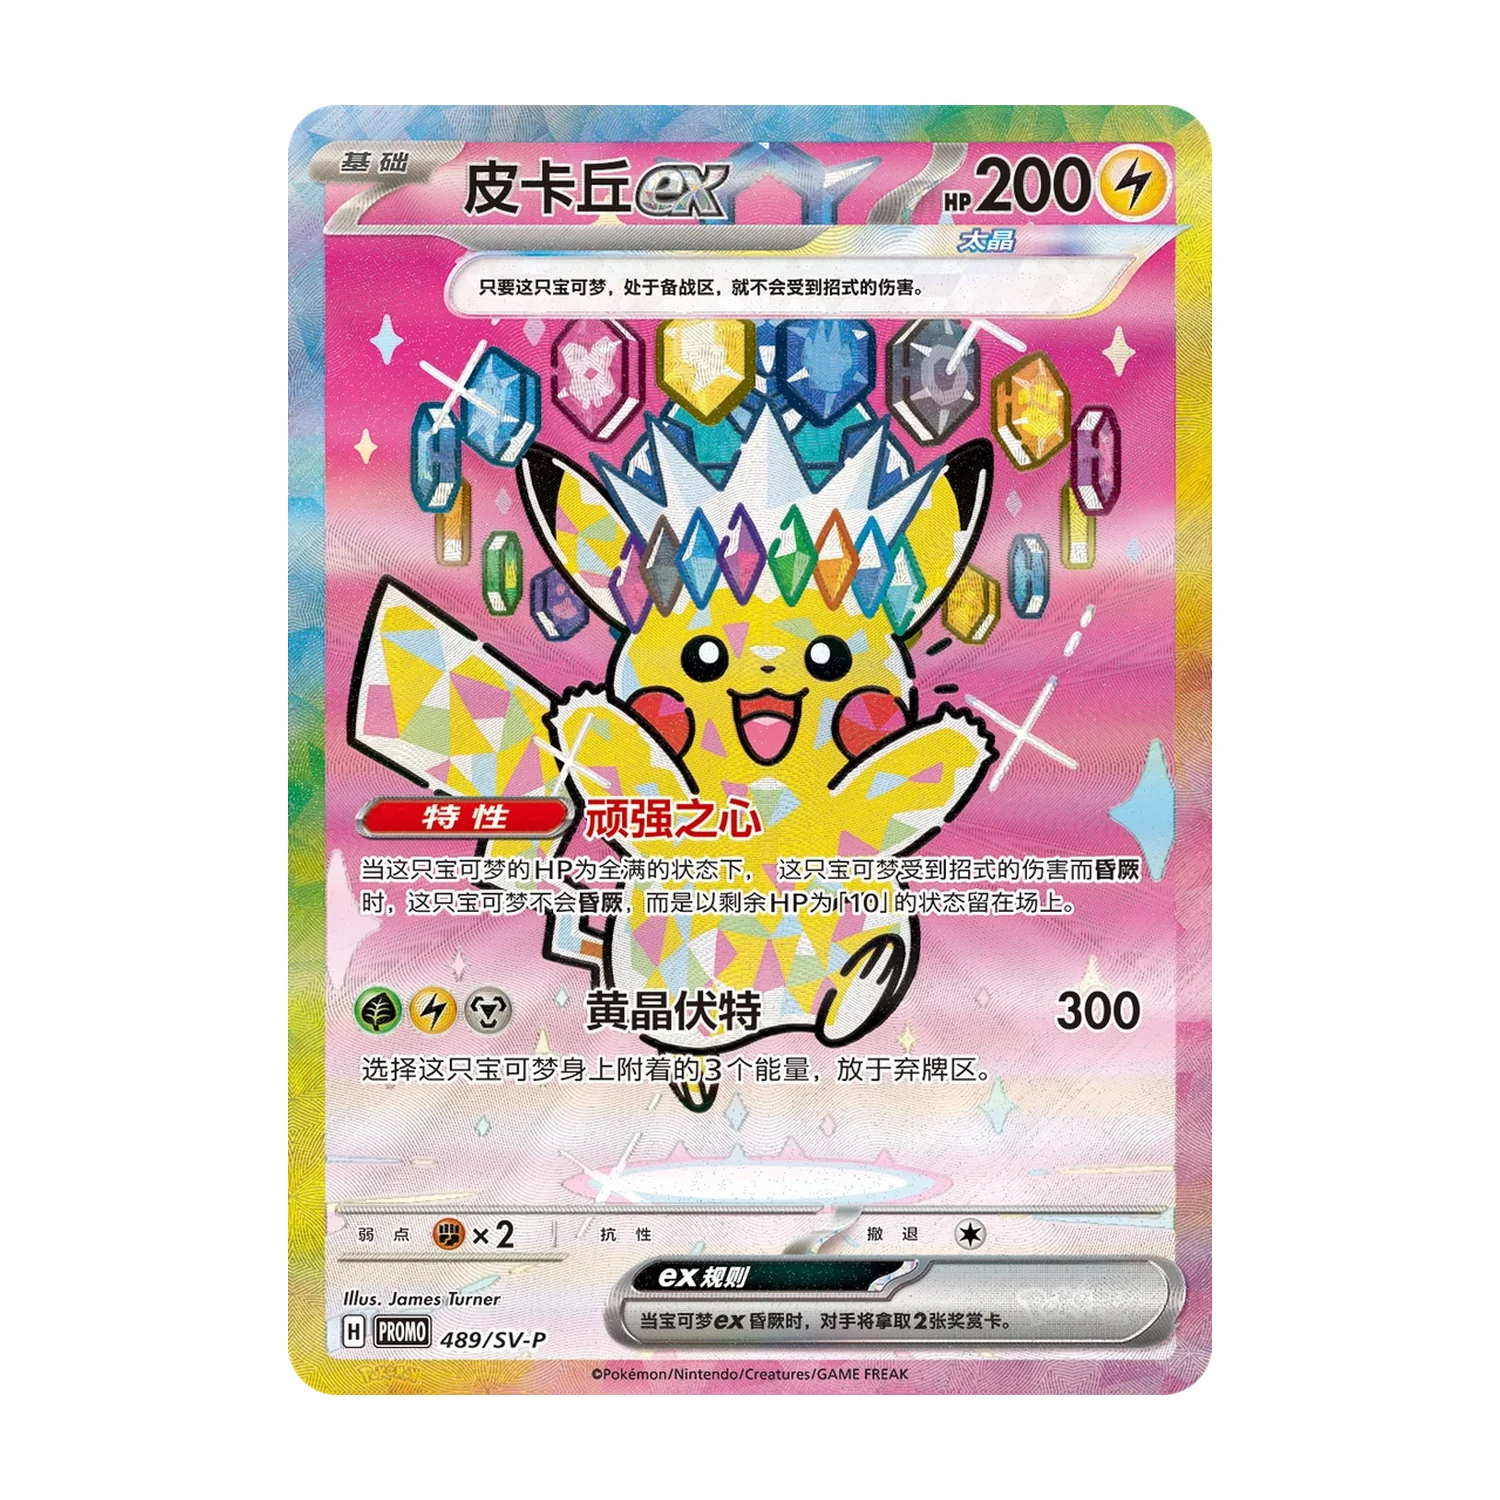 基础
皮卡丘ex
HP200
太晶
只要这只宝可梦，处于备战区，就不会受到招式的伤害。
特性 顽强之心
当这只宝可梦的HP为全满的状态下，这只宝可梦受到招式的伤害而昏厥
时，这只宝可梦不会昏厥，而是以剩余HP为「10」的状态留在场上。
黄晶伏特 300
选择这只宝可梦身上附着的3个能量，放于弃牌区。
弱点 ×2 抗性 撤退
ex规则
当宝可梦ex昏厥时，对手将拿取2张奖赏卡。
Illus. James Turner
H PROMO 489/SV-P
©Pokémon/Nintendo/Creatures/GAME FREAK